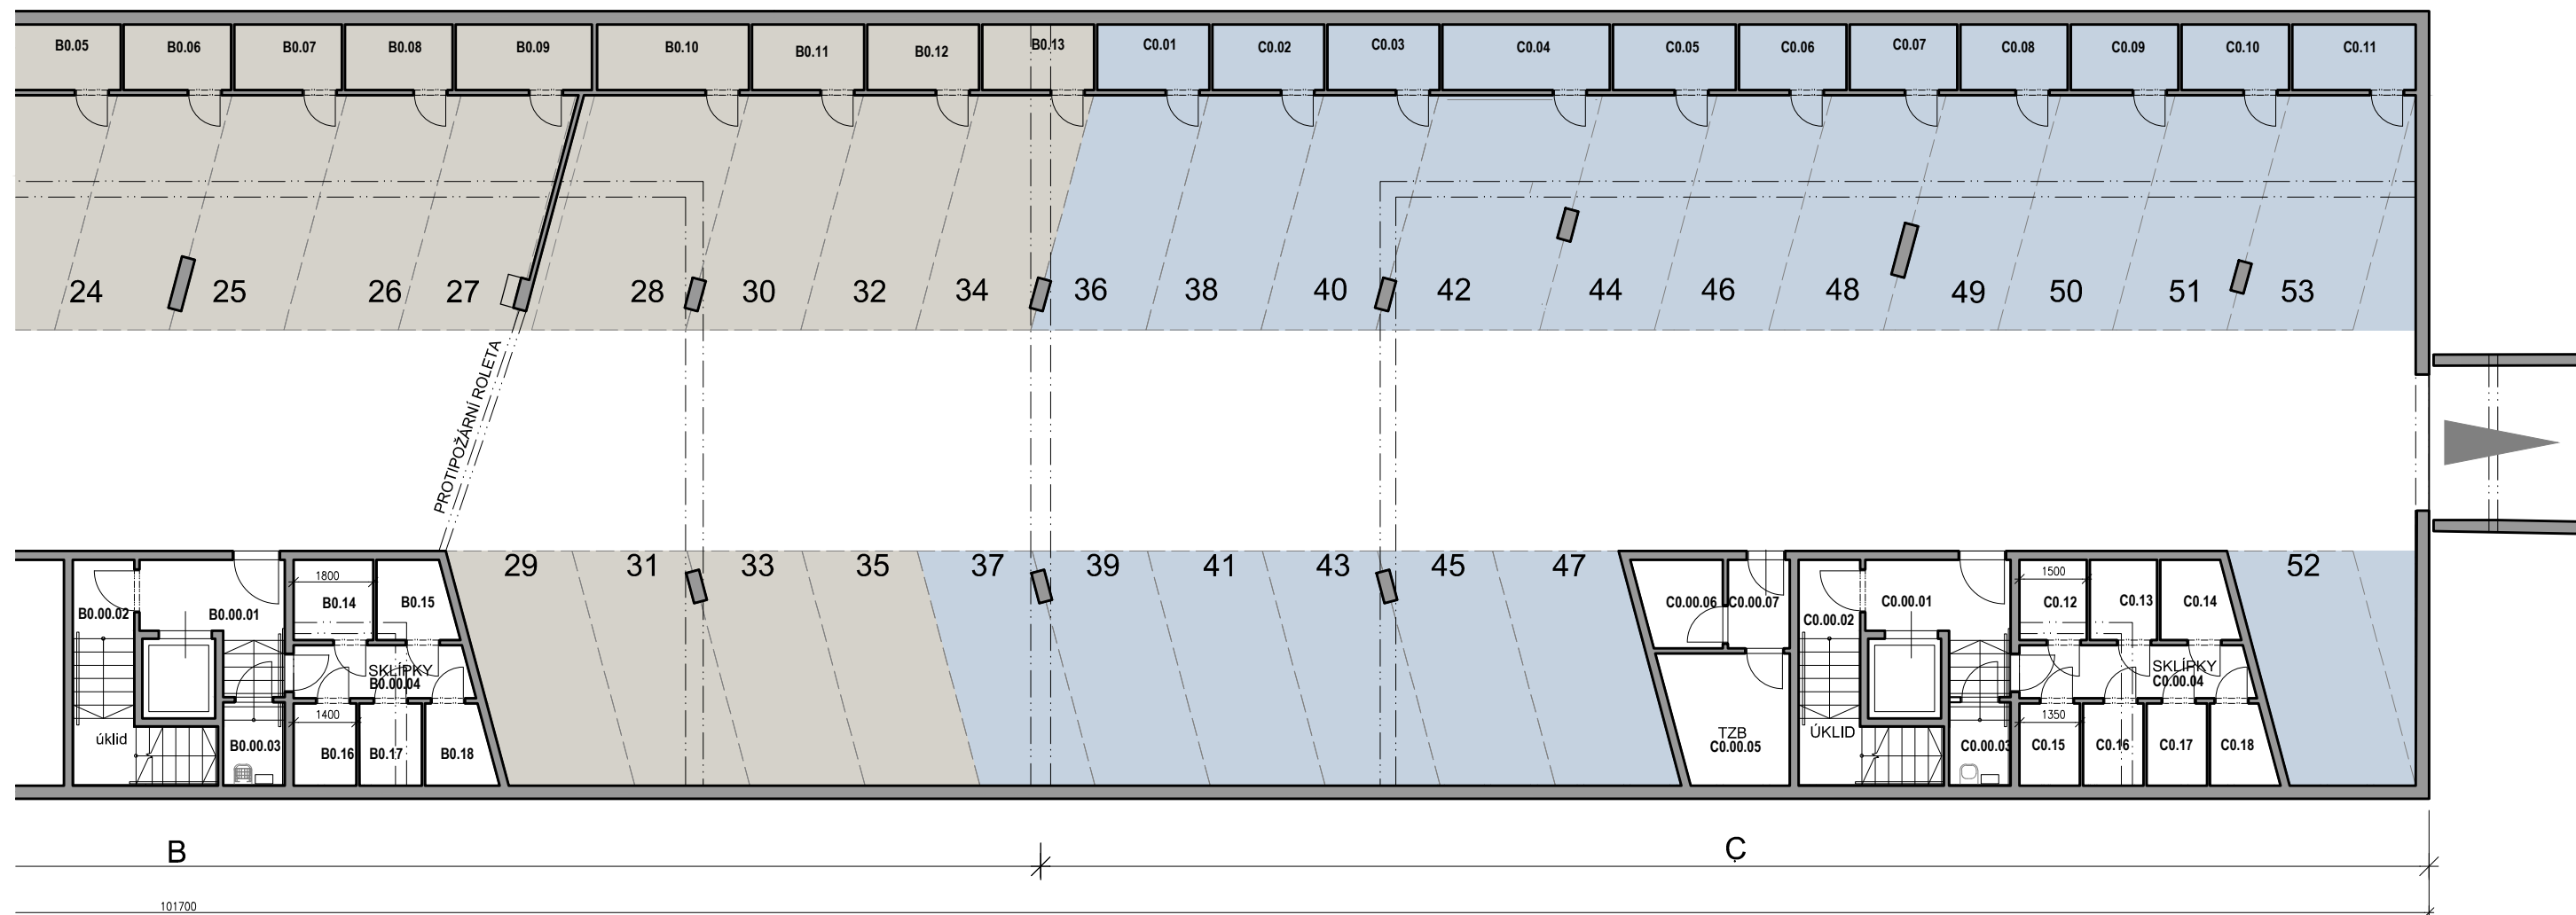 B0.05 B0.06 B0.07 B0.08 B0.09 B0.10 B0.11 B0.12 B0.13 C0.01 C0.02 C0.03 C0.04 C0.05 C0.06 C0.07 C0.08 C0.09 C0.10 C0.11
24 25 26 27 28 30 32 34 36 38 40 42 44 46 48 49 50 51 53
PROTIPOŽÁRNÍ ROLETA
29 31 33 35 37 39 41 43 45 47 52
1800
1500
B0.00.02 B0.00.01 B0.14 B0.15 C0.00.06 C0.00.07 C0.00.02 C0.00.01 C0.12 C0.13 C0.14
SKLÍPKY
B0.00.04
SKLÍPKY
C0.00.04
1400
1350
úklid
B0.00.03 B0.16 B0.17 B0.18
TZB
C0.00.05
ÚKLID
C0.00.03 C0.15 C0.16 C0.17 C0.18
B C
101700